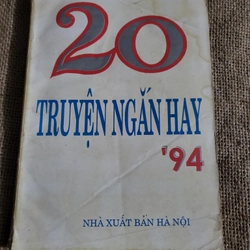 20
TRUYỆN NGẮN HAY
'94
NHÀ XUẤT BẢN HÀ NỘI